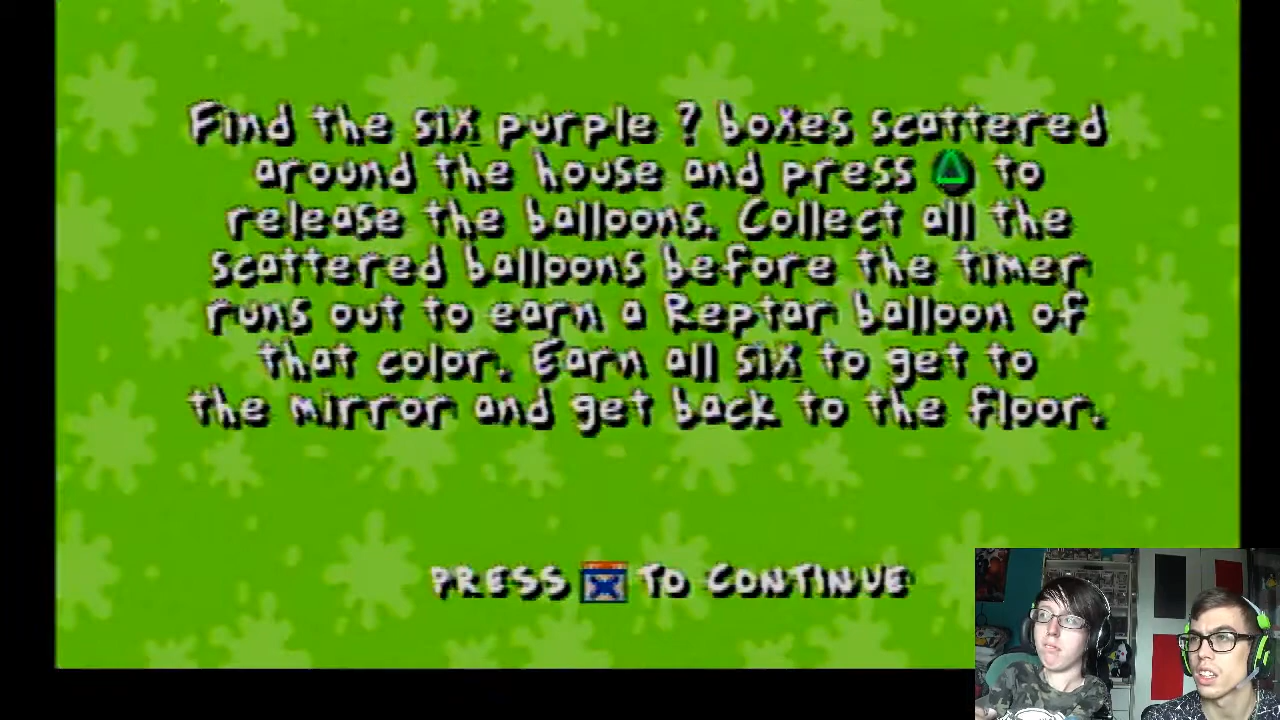 Find the six purple ? boxes scattered
around the house and press △ to
release the balloons. Collect all the
scattered balloons before the timer
runs out to earn a Reptar balloon of
that color. Earn all six to get to
the mirror and get back to the floor.
PRESS X TO CONTINUE